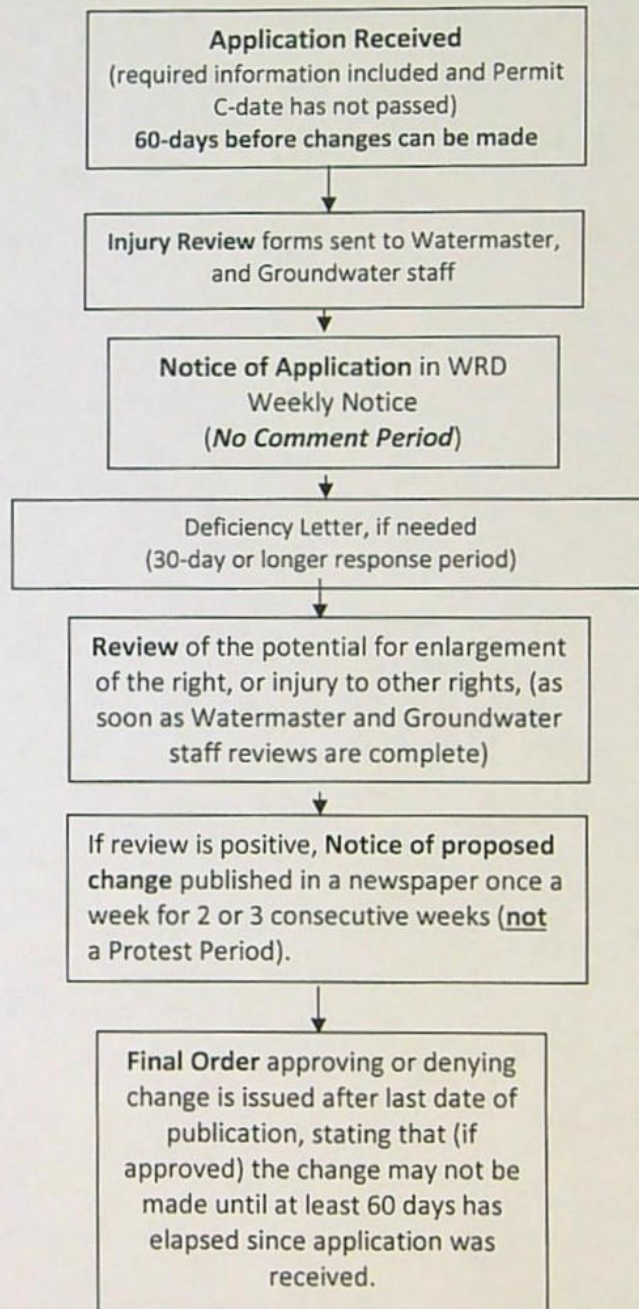 Application Received
(required information included and Permit
C-date has not passed)
60-days before changes can be made
Injury Review forms sent to Watermaster,
and Groundwater staff
Notice of Application in WRD
Weekly Notice
(No Comment Period)
Deficiency Letter, if needed
(30-day or longer response period)
Review of the potential for enlargement
of the right, or injury to other rights, (as
soon as Watermaster and Groundwater
staff reviews are complete)
If review is positive, Notice of proposed
change published in a newspaper once a
week for 2 or 3 consecutive weeks (not
a Protest Period).
Final Order approving or denying
change is issued after last date of
publication, stating that (if
approved) the change may not be
made until at least 60 days has
elapsed since application was
received.